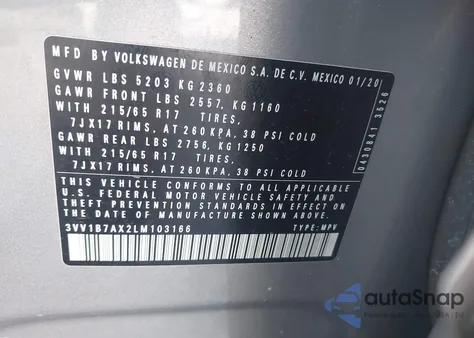 MFD BY VOLKSWAGEN DE MEXICO S.A. DE C.V. MEXICO 01/20
GVWR LBS 5203 KG 2360
GAWR FRONT LBS 2557, KG 1160
WITH 215/65 R17 TIRES,
7JX17 RIMS, AT 260 KPA, 38 PSI COLD
GAWR REAR LBS 2756, KG 1250
WITH 215/65 R17 TIRES,
7JX17 RIMS, AT 260 KPA, 38 PSI COLD
THIS VEHICLE CONFORMS TO ALL APPLICABLE
U.S. FEDERAL MOTOR VEHICLE SAFETY AND
THEFT PREVENTION STANDARDS IN EFFECT ON
THE DATE OF MANUFACTURE SHOWN ABOVE
3VV1B7AX2LM103166 TYPE: MPV
0430841 3526
autoSnap